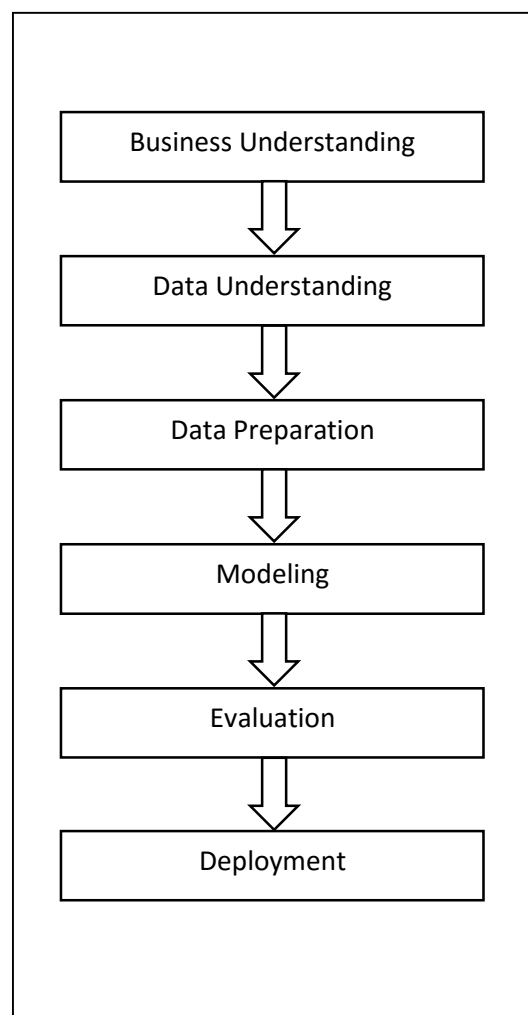 Business Understanding
Data Understanding
Data Preparation
Modeling
Evaluation
Deployment